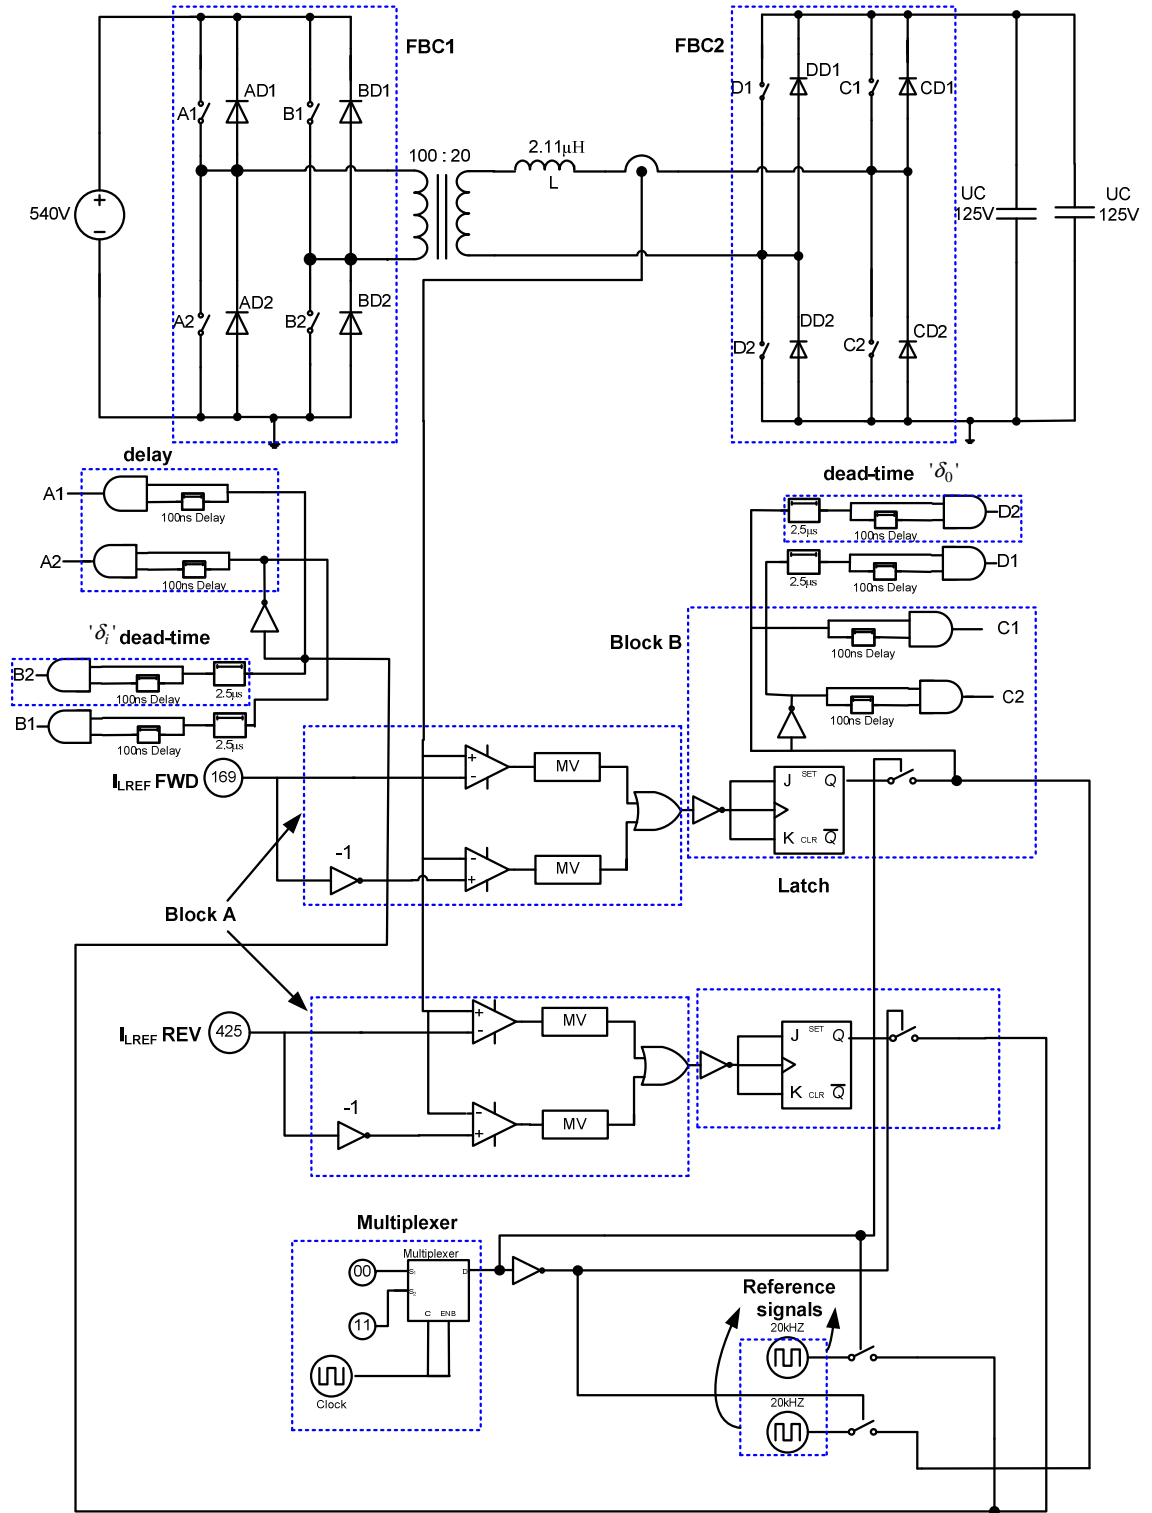 FBC1
FBC2
AD1
BD1
A1
B1
DD1
D1
C1
CD1
2.11µH
100 : 20
L
540V
+
−
UC
125V
UC
125V
AD2
BD2
A2
B2
DD2
D2
C2
CD2
delay
dead-time 'δ0'
A1
100ns Delay
A2
100ns Delay
2.5µs
100ns Delay
D2
2.5µs
100ns Delay
D1
'δi' dead-time
B2
100ns Delay
2.5µs
B1
100ns Delay
2.5µs
Block B
100ns Delay
C1
100ns Delay
C2
ILREF FWD
169
+
-
MV
J SET Q
K CLR Q
-1
-
+
MV
Latch
Block A
ILREF REV
425
+
-
MV
J SET Q
K CLR Q
-1
-
+
MV
Multiplexer
Multiplexer
00
S1
D
S2
C ENB
11
Clock
Reference
signals
20kHZ
20kHZ